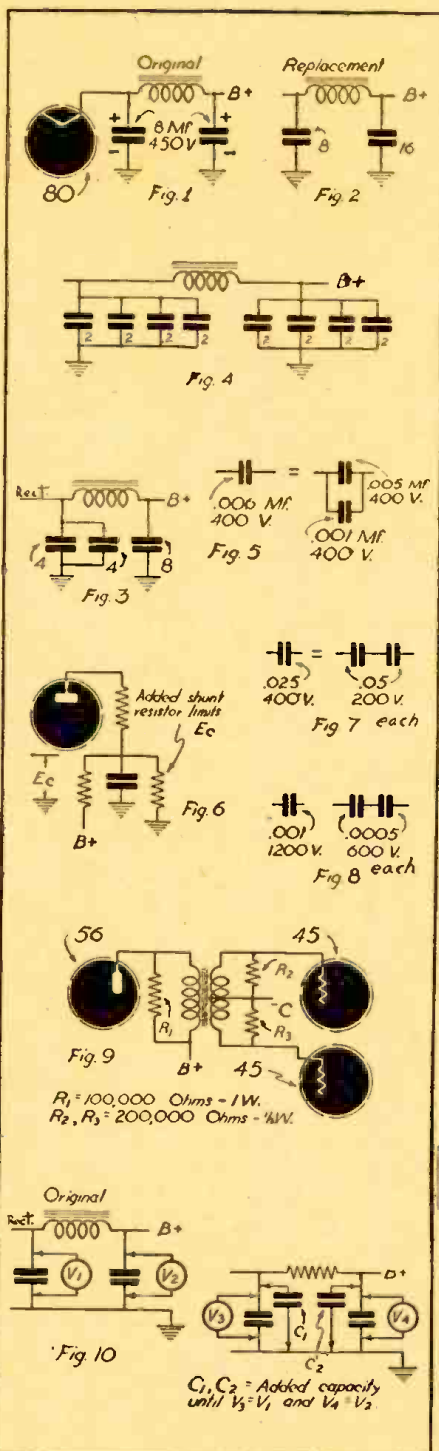 Original
Replacement
B+
B+
+
+
8 Mf
450 V
-
-
80
8
16
Fig. 1
Fig. 2
B+
2 2 2 2
2 2 2 2
Fig. 4
Rect.
B+
4
4
8
Fig. 3
=
.006 Mf.
400 V.
.005 Mf
400 V.
.001 Mf
400 V.
Fig. 5
Added shunt
resistor limits
Ec
Ec
B+
Fig. 6
=
.025
400 V.
.05
200 V.
each
Fig 7
.001
1200 V.
.0005
600 V.
each
Fig 8
56
45
R1
R2
-C
R3
B+
45
Fig. 9
R1 = 100,000 Ohms - 1 W.
R2, R3 = 200,000 Ohms - W.
Original
Rect.
B+
V1
V2
Fig. 10
B+
V3
C1
C2
V4
C1, C2 = Added capacity
until V3=V1 and V4=V2